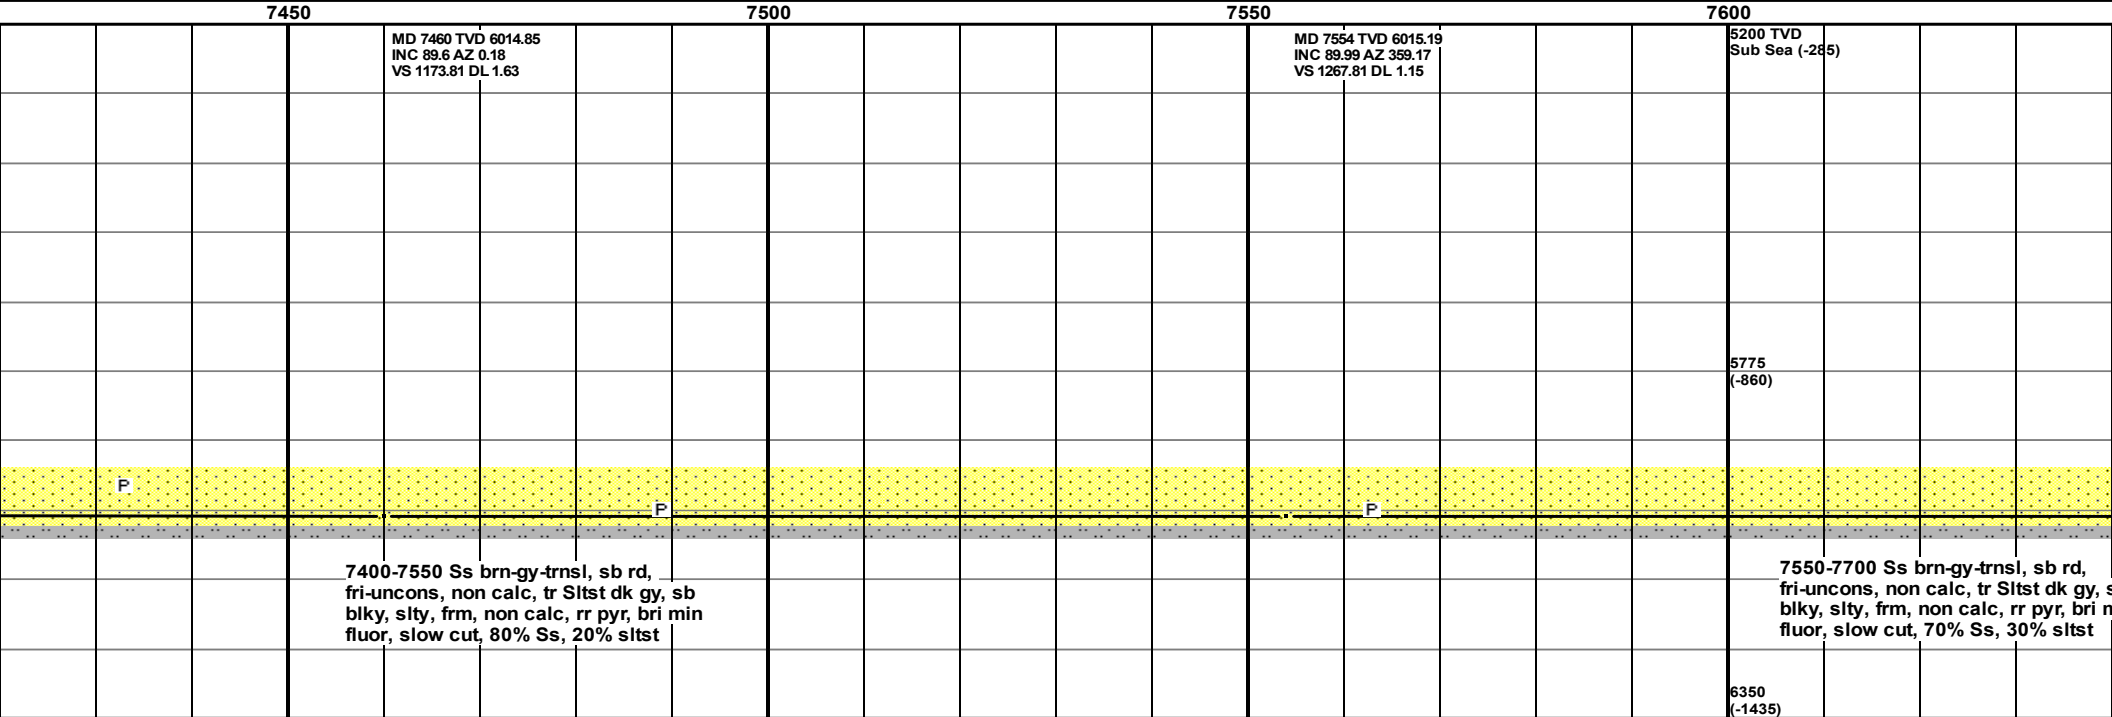 7450 7500 7550 7600
MD 7460 TVD 6014.85
INC 89.6 AZ 0.18
VS 1173.81 DL 1.63
MD 7554 TVD 6015.19
INC 89.99 AZ 359.17
VS 1267.81 DL 1.15
5200 TVD
Sub Sea (-285)
5775
(-860)
P
P
P
7400-7550 Ss brn-gy-trnsl, sb rd,
fri-uncons, non calc, tr Sltst dk gy, sb
blky, slty, frm, non calc, rr pyr, bri min
fluor, slow cut, 80% Ss, 20% sltst
7550-7700 Ss brn-gy-trnsl, sb rd,
fri-uncons, non calc, tr Sltst dk gy,
blky, slty, frm, non calc, rr pyr, bri
fluor, slow cut, 70% Ss, 30% sltst
6350
(-1435)